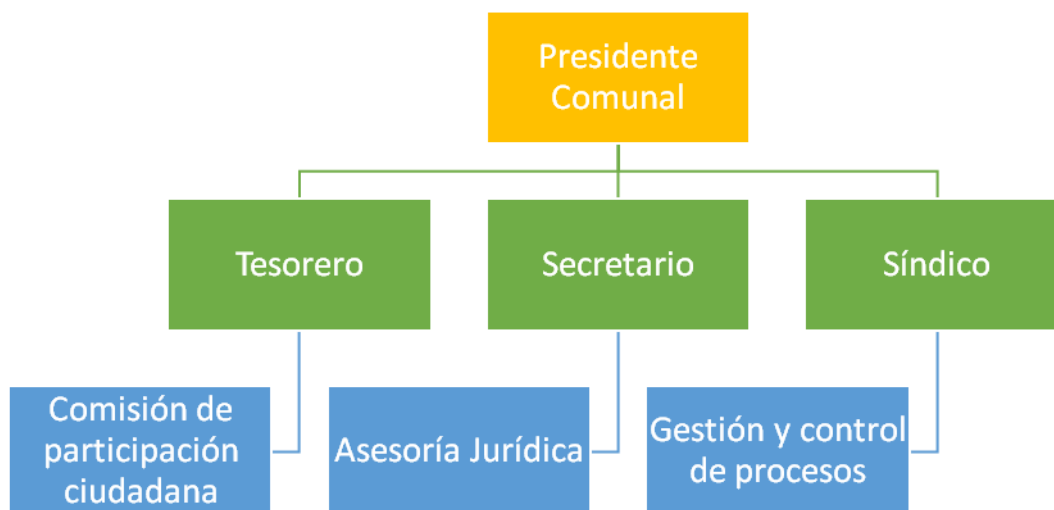 Presidente
Comunal
Tesorero
Secretario
Síndico
Comisión de
participación
ciudadana
Asesoría Jurídica
Gestión y control
de procesos